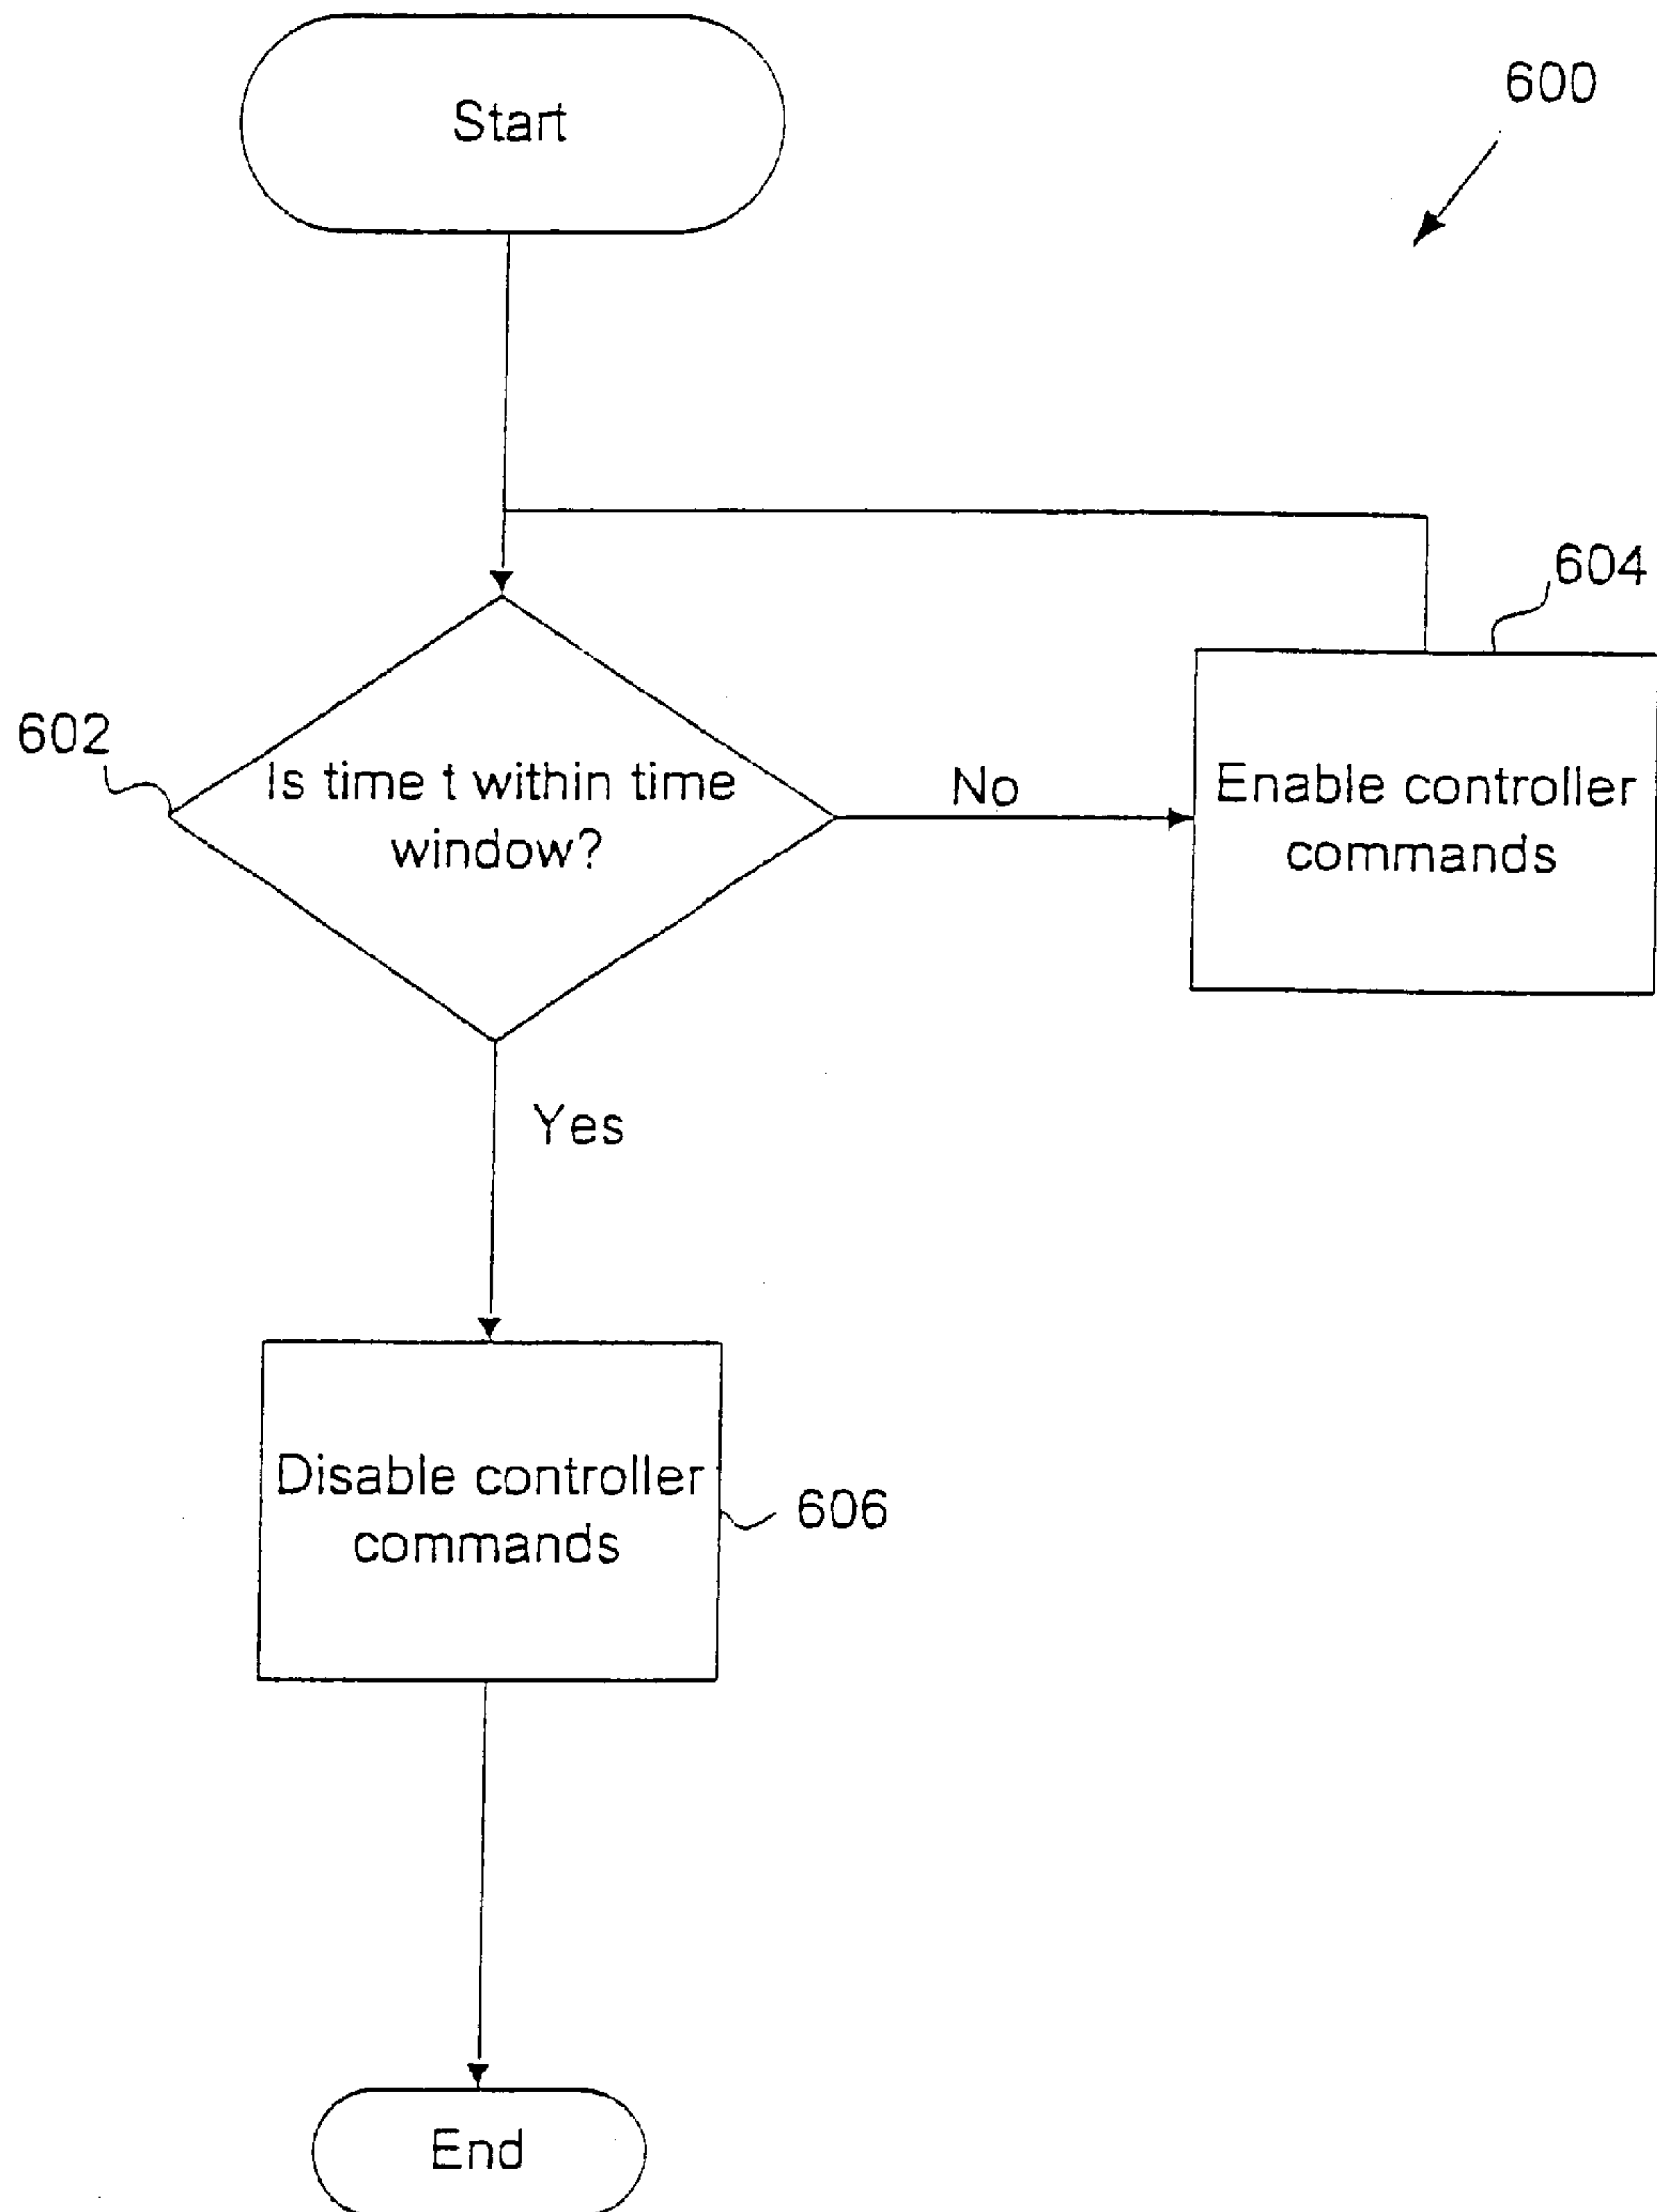 Start
600
604
602
Is time t within time
window?
No
Enable controller
commands
Yes
Disable controller
commands
606
End